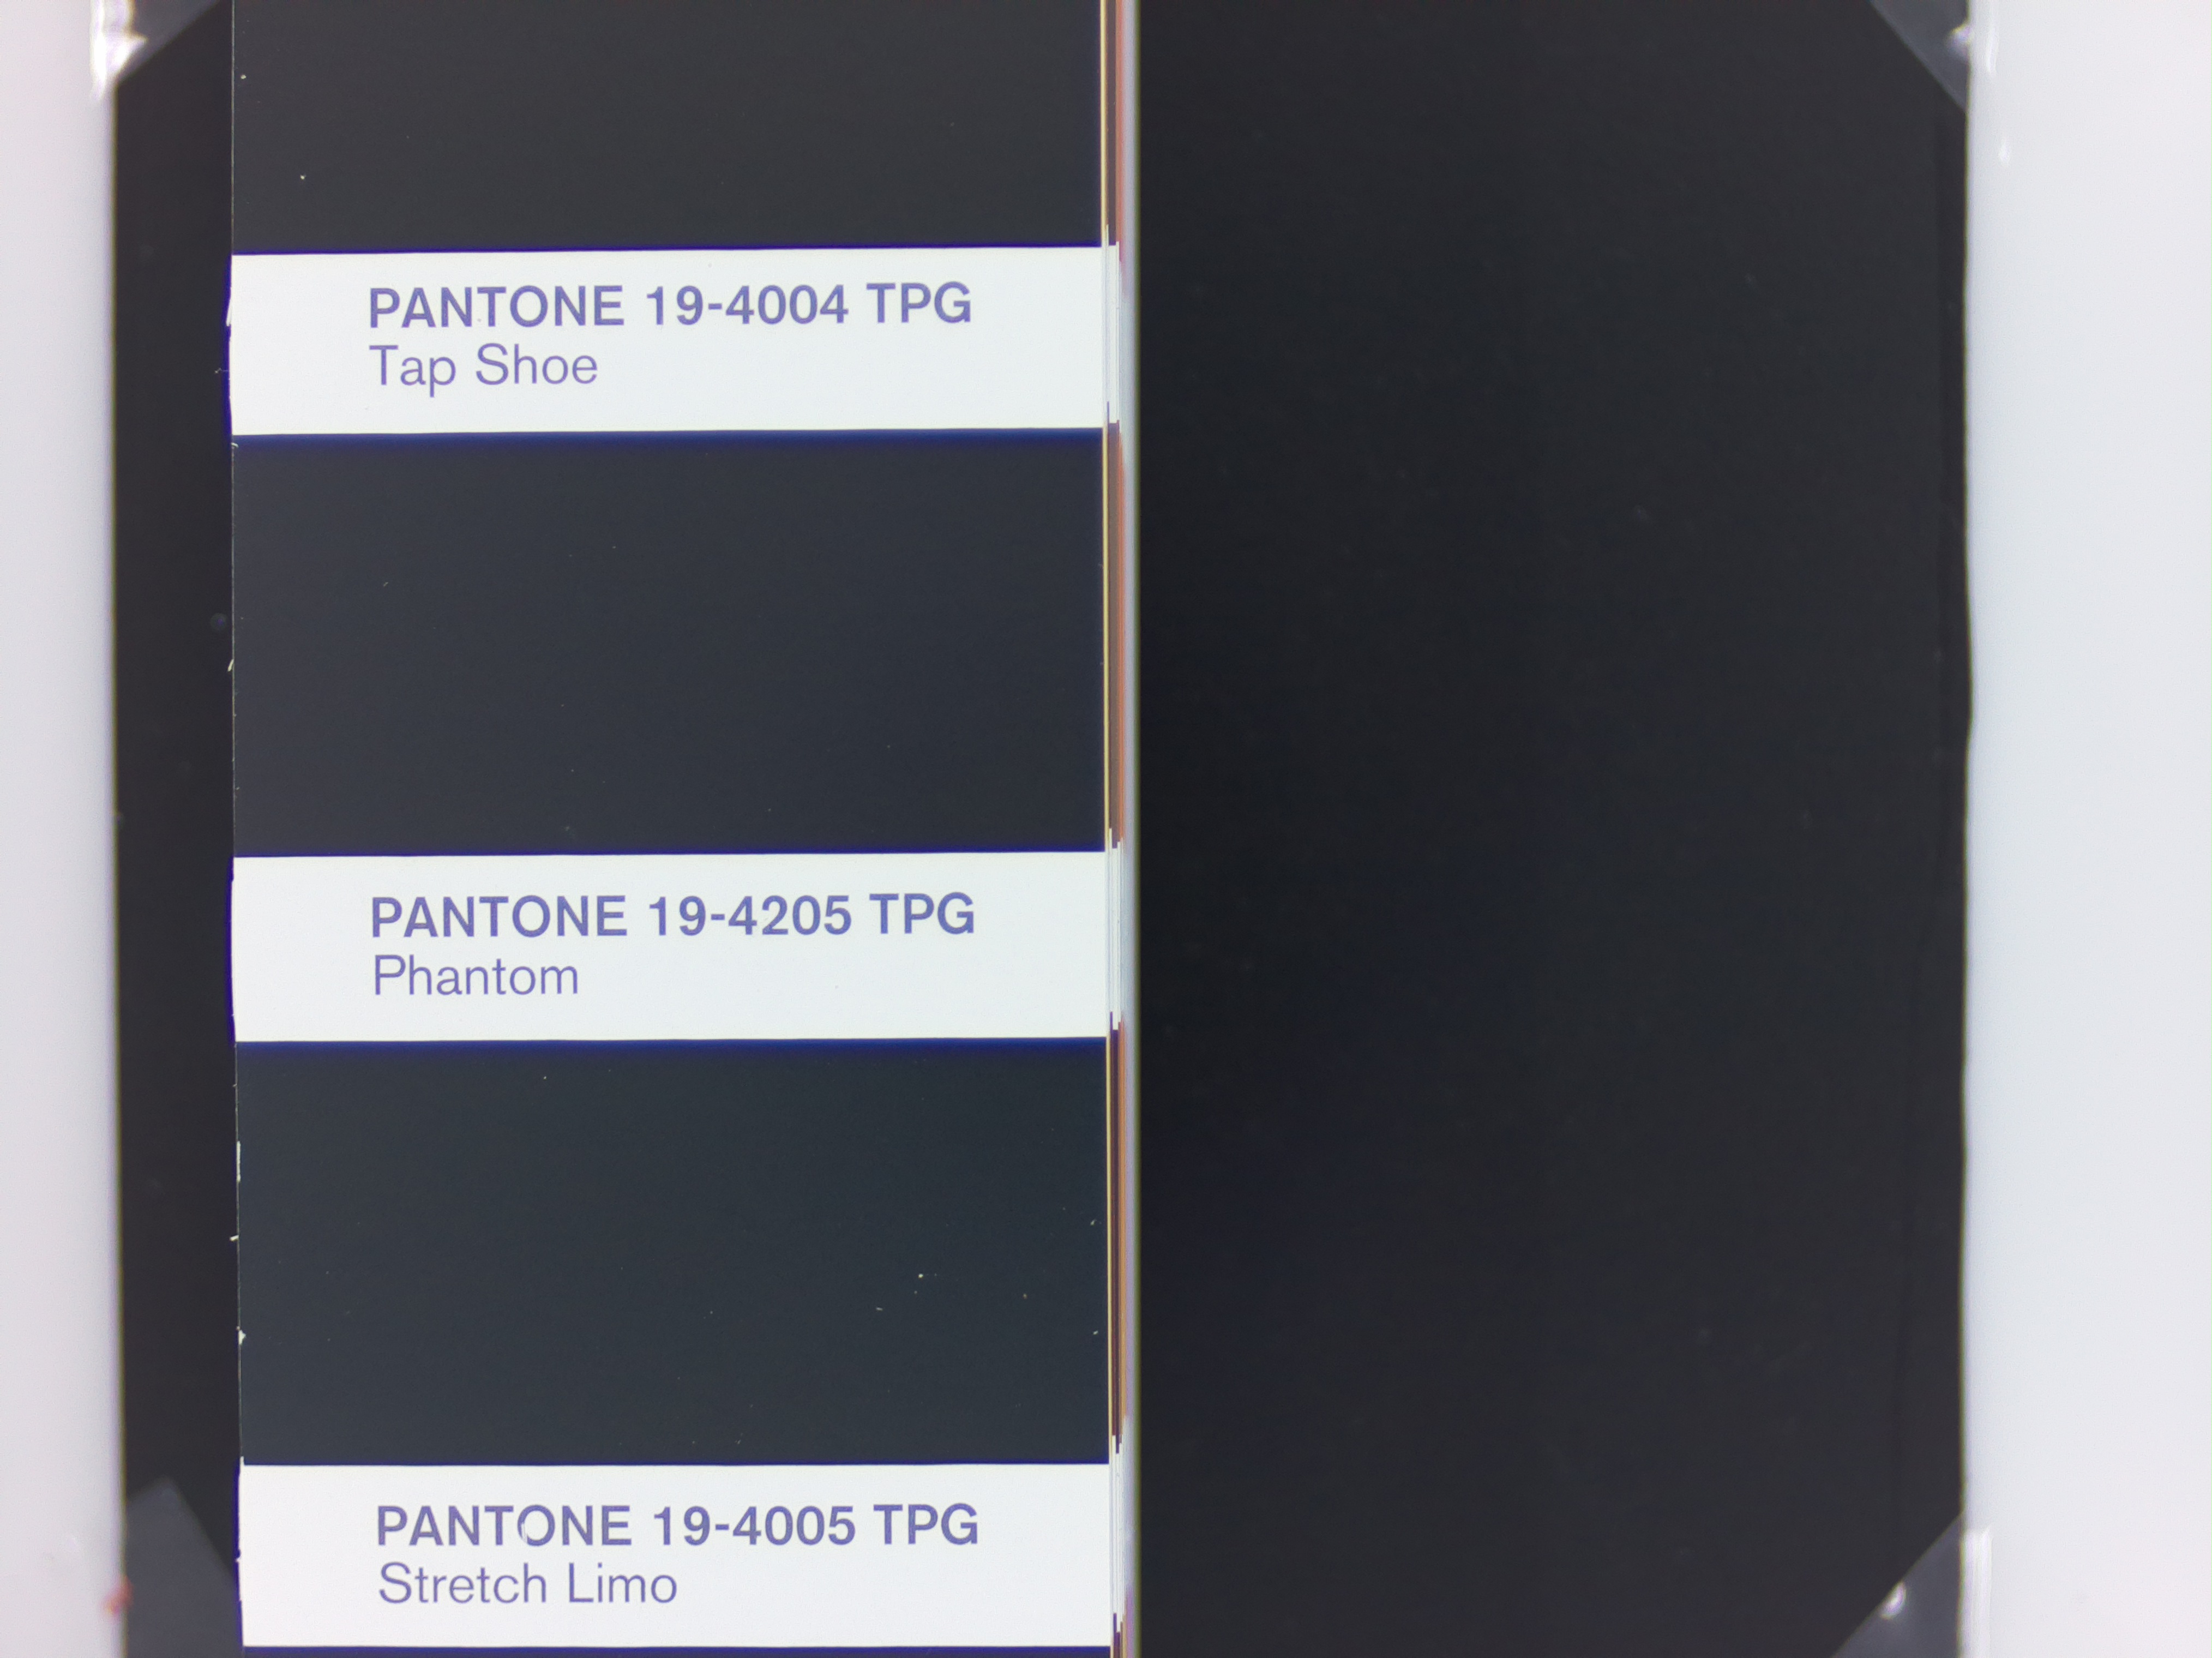 PANTONE 19-4004 TPG
Tap Shoe
PANTONE 19-4205 TPG
Phantom
PANTONE 19-4005 TPG
Stretch Limo